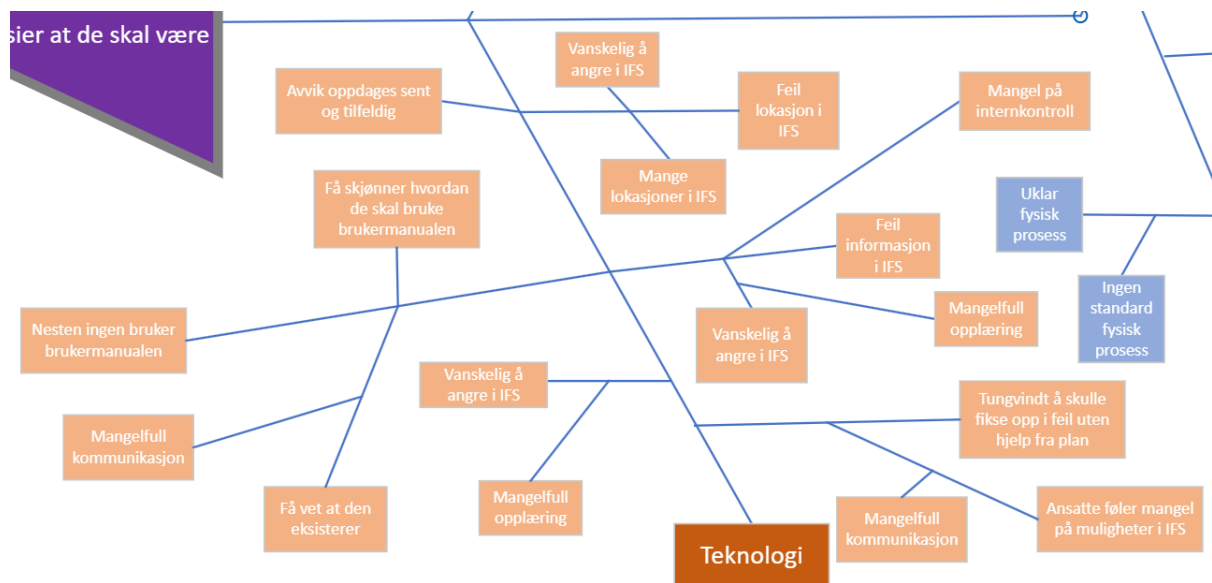 sier at de skal være
Vanskelig å
angre i IFS
Avvik oppdages sent
og tilfeldig
Feil
lokasjon i
IFS
Mangel på
internkontroll
Mange
lokasjoner i IFS
Få skjønner hvordan
de skal bruke
brukermanualen
Uklar
fysisk
prosess
Feil
informasjon
i IFS
Ingen
standard
fysisk
prosess
Nesten ingen bruker
brukermanualen
Mangelfull
opplæring
Vanskelig å
angre i IFS
Vanskelig å
angre i IFS
Tungvindt å skulle
fikse opp i feil uten
hjelp fra plan
Mangelfull
kommunikasjon
Mangelfull
opplæring
Få vet at den
eksisterer
Mangelfull
kommunikasjon
Ansatte føler mangel
på muligheter i IFS
Teknologi